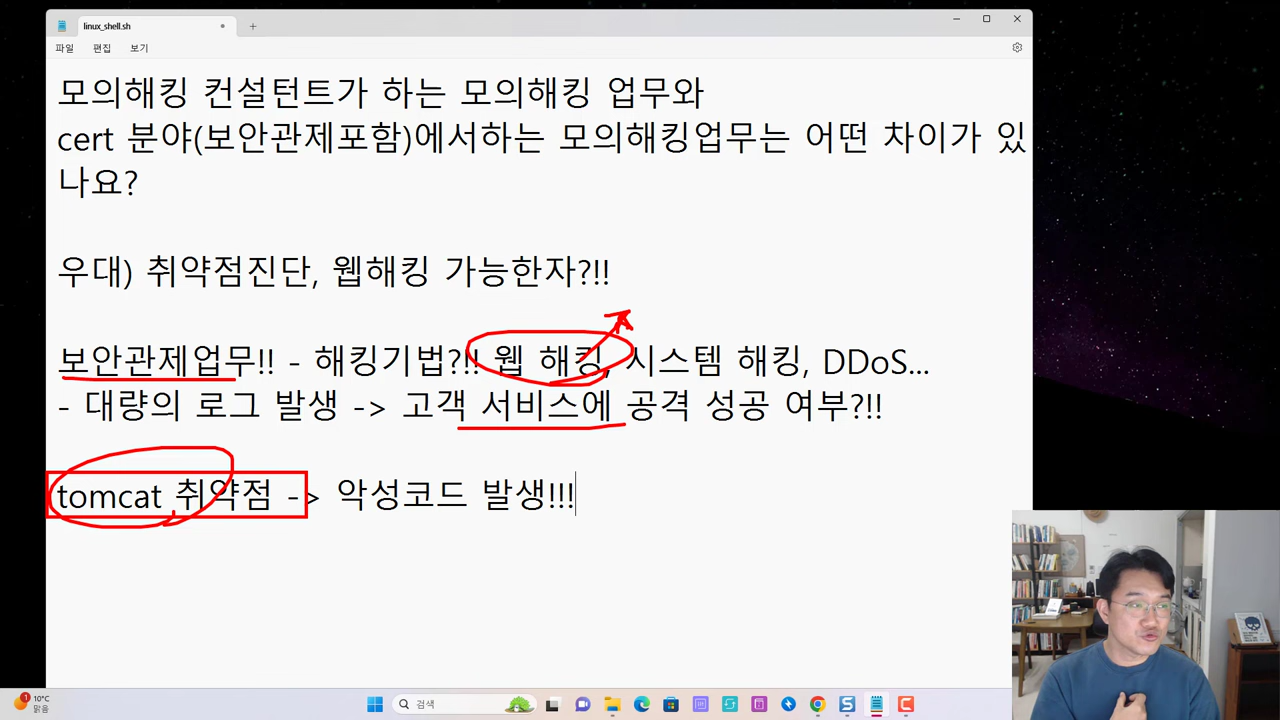 linux_shell.sh
파일 편집 보기
모의해킹 컨설턴트가 하는 모의해킹 업무와
cert 분야(보안관제포함)에서하는 모의해킹업무는 어떤 차이가 있
나요?
우대) 취약점진단, 웹해킹 가능한자?!!
보안관제업무!! - 해킹기법?!! 웹 해킹, 시스템 해킹, DDoS...
- 대량의 로그 발생 -> 고객 서비스에 공격 성공 여부?!!
tomcat 취약점 -> 악성코드 발생!!!
1
10°C
맑음
검색